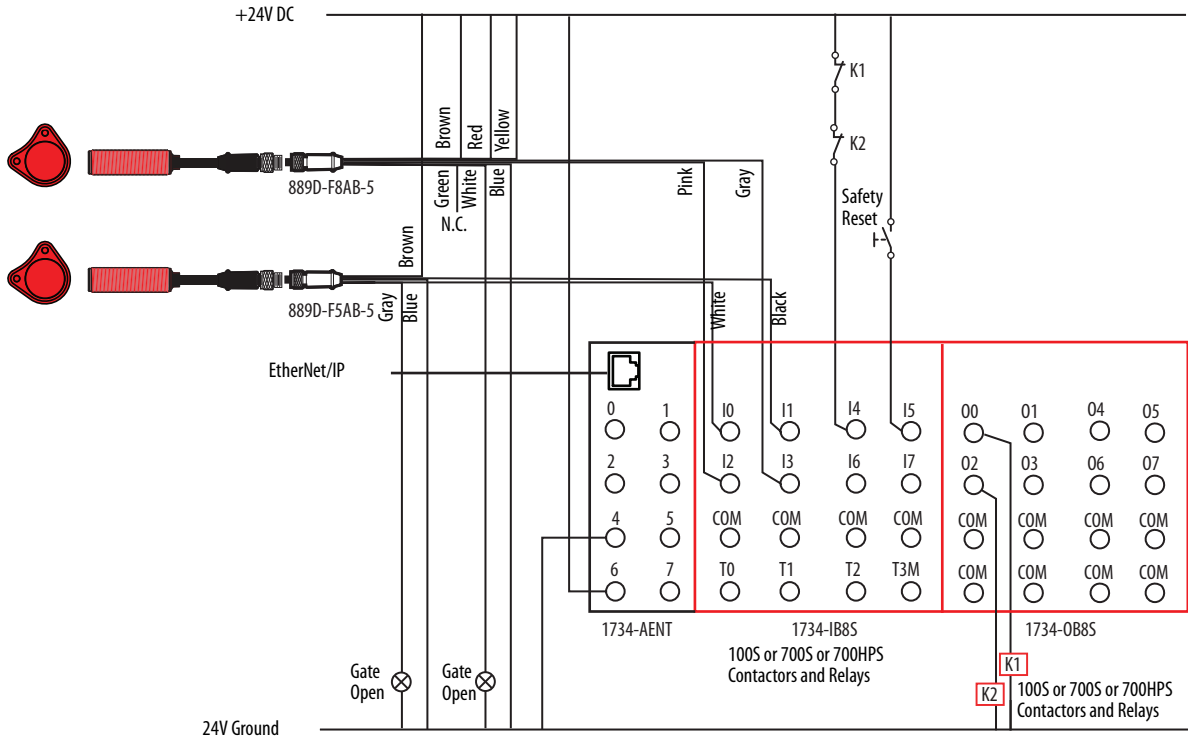 +24V DC
K1
K2
Brown
Red
Yellow
889D-F8AB-5
Green
White
Blue
N.C.
Pink
Gray
Safety
Reset
Brown
889D-F5AB-5
Gray
Blue
White
Black
EtherNet/IP
0 1 I0 I1 I4 I5 O0 O1 O4 O5
2 3 I2 I3 I6 I7 O2 O3 O6 O7
4 5 COM COM COM COM COM COM COM COM
6 7 T0 T1 T2 T3M COM COM COM COM
1734-AENT
1734-IB8S
1734-OB8S
100S or 700S or 700HPS
Contactors and Relays
Gate
Open
Gate
Open
K1
K2
100S or 700S or 700HPS
Contactors and Relays
24V Ground